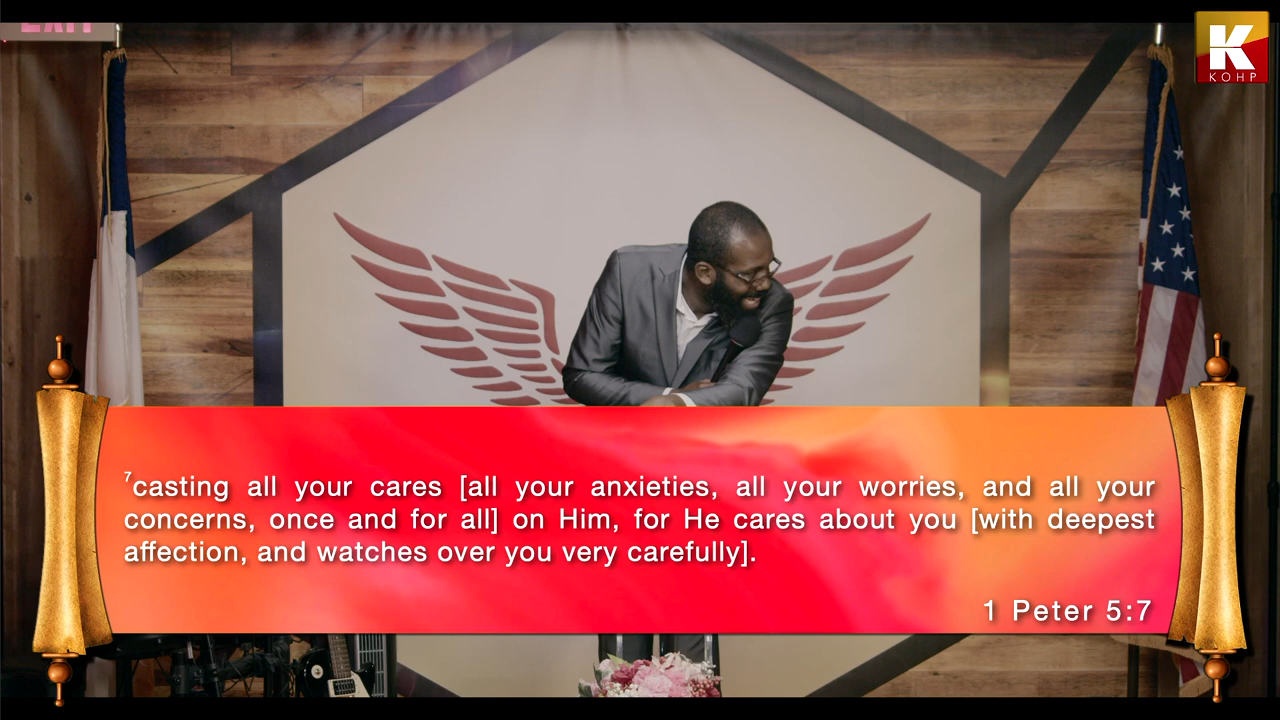 EXIT
K
KOHP
⁷casting all your cares [all your anxieties, all your worries, and all your
concerns, once and for all] on Him, for He cares about you [with deepest
affection, and watches over you very carefully].
1 Peter 5:7